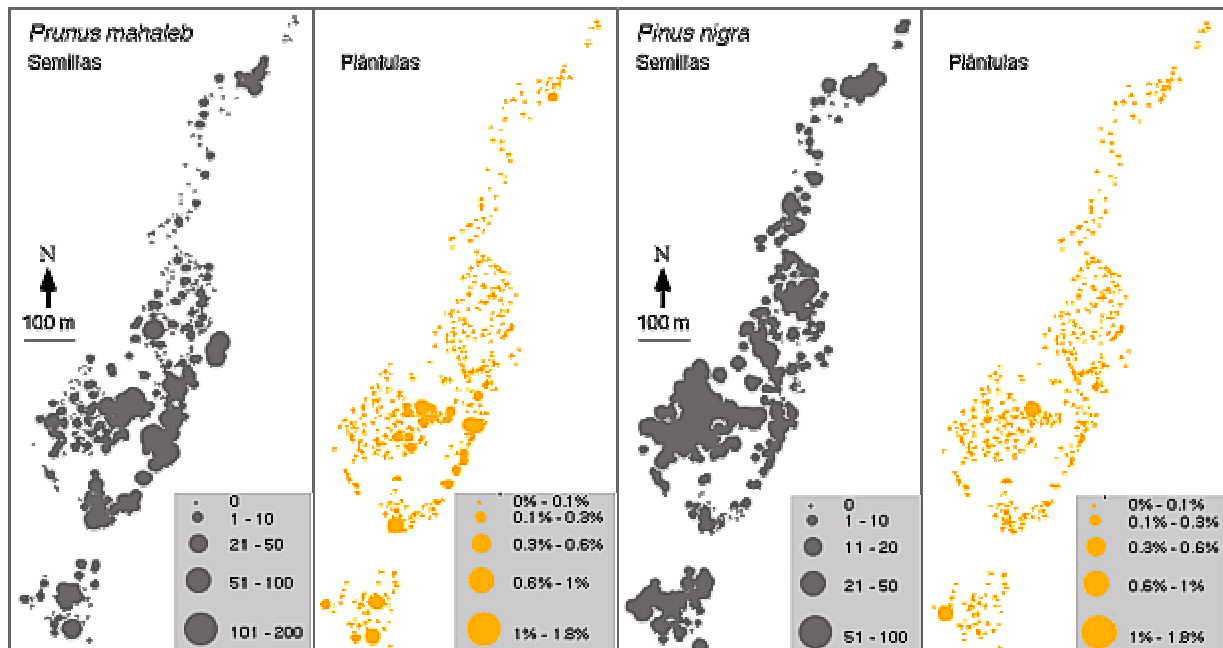 Prunus mahaleb
Semillas
N
100 m
0
1 - 10
21 - 50
51 - 100
101 - 200
Plántulas
0% - 0.1%
0.1% - 0.3%
0.3% - 0.6%
0.6% - 1%
1% - 1.8%
Pinus nigra
Semillas
N
100 m
0
1 - 10
11 - 20
21 - 50
51 - 100
Plántulas
0% - 0.1%
0.1% - 0.3%
0.3% - 0.6%
0.6% - 1%
1% - 1.8%